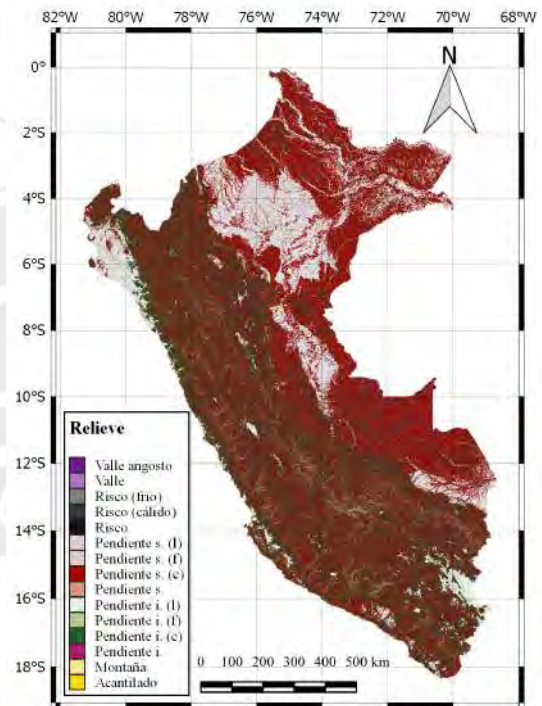 82°W 80°W 78°W 76°W 74°W 72°W 70°W 68°W
N
0°
2°S
4°S
6°S
8°S
10°S
12°S
14°S
16°S
18°S
Relieve
Valle angosto
Valle
Risco (frio)
Risco (cálido)
Risco
Pendiente s. (l)
Pendiente s. (f)
Pendiente s. (c)
Pendiente s.
Pendiente i. (l)
Pendiente i. (f)
Pendiente i. (c)
Pendiente i.
Montaña
Acantilado
0 100 200 300 400 500 km